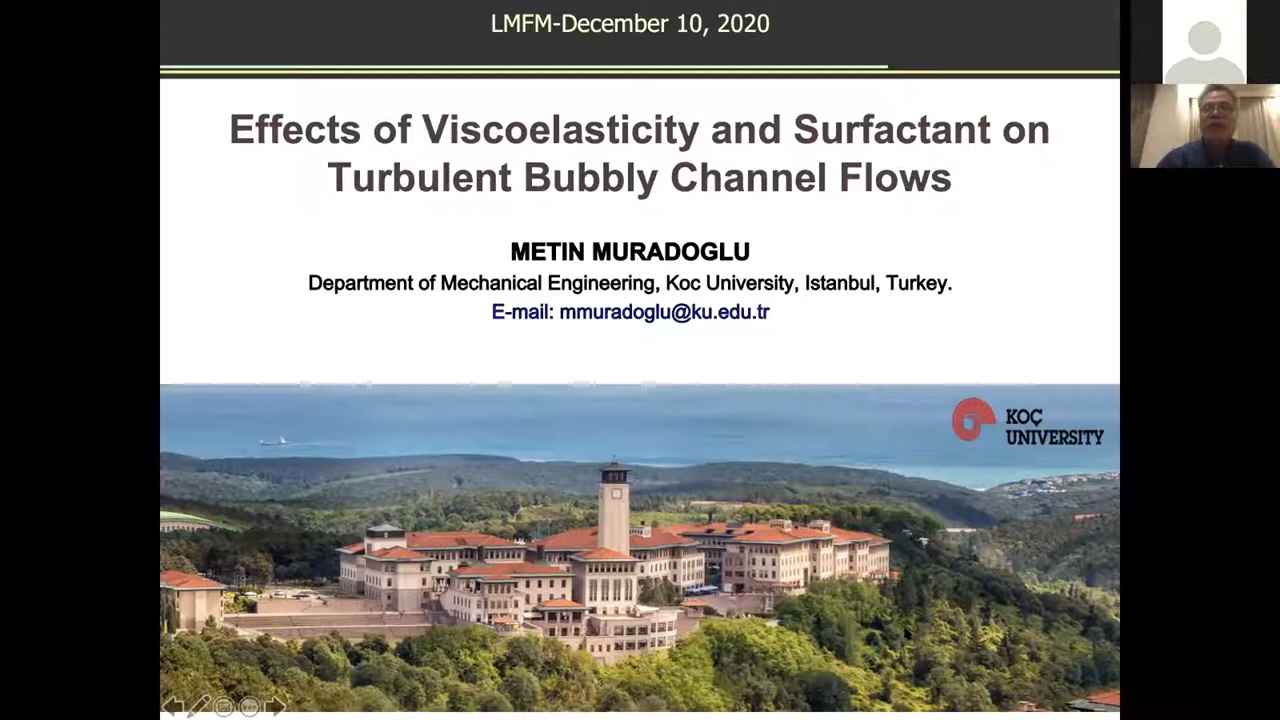 LMFM-December 10, 2020
Effects of Viscoelasticity and Surfactant on
Turbulent Bubbly Channel Flows
METIN MURADOGLU
Department of Mechanical Engineering, Koc University, Istanbul, Turkey.
E-mail: mmuradoglu@ku.edu.tr
KOÇ
UNIVERSITY